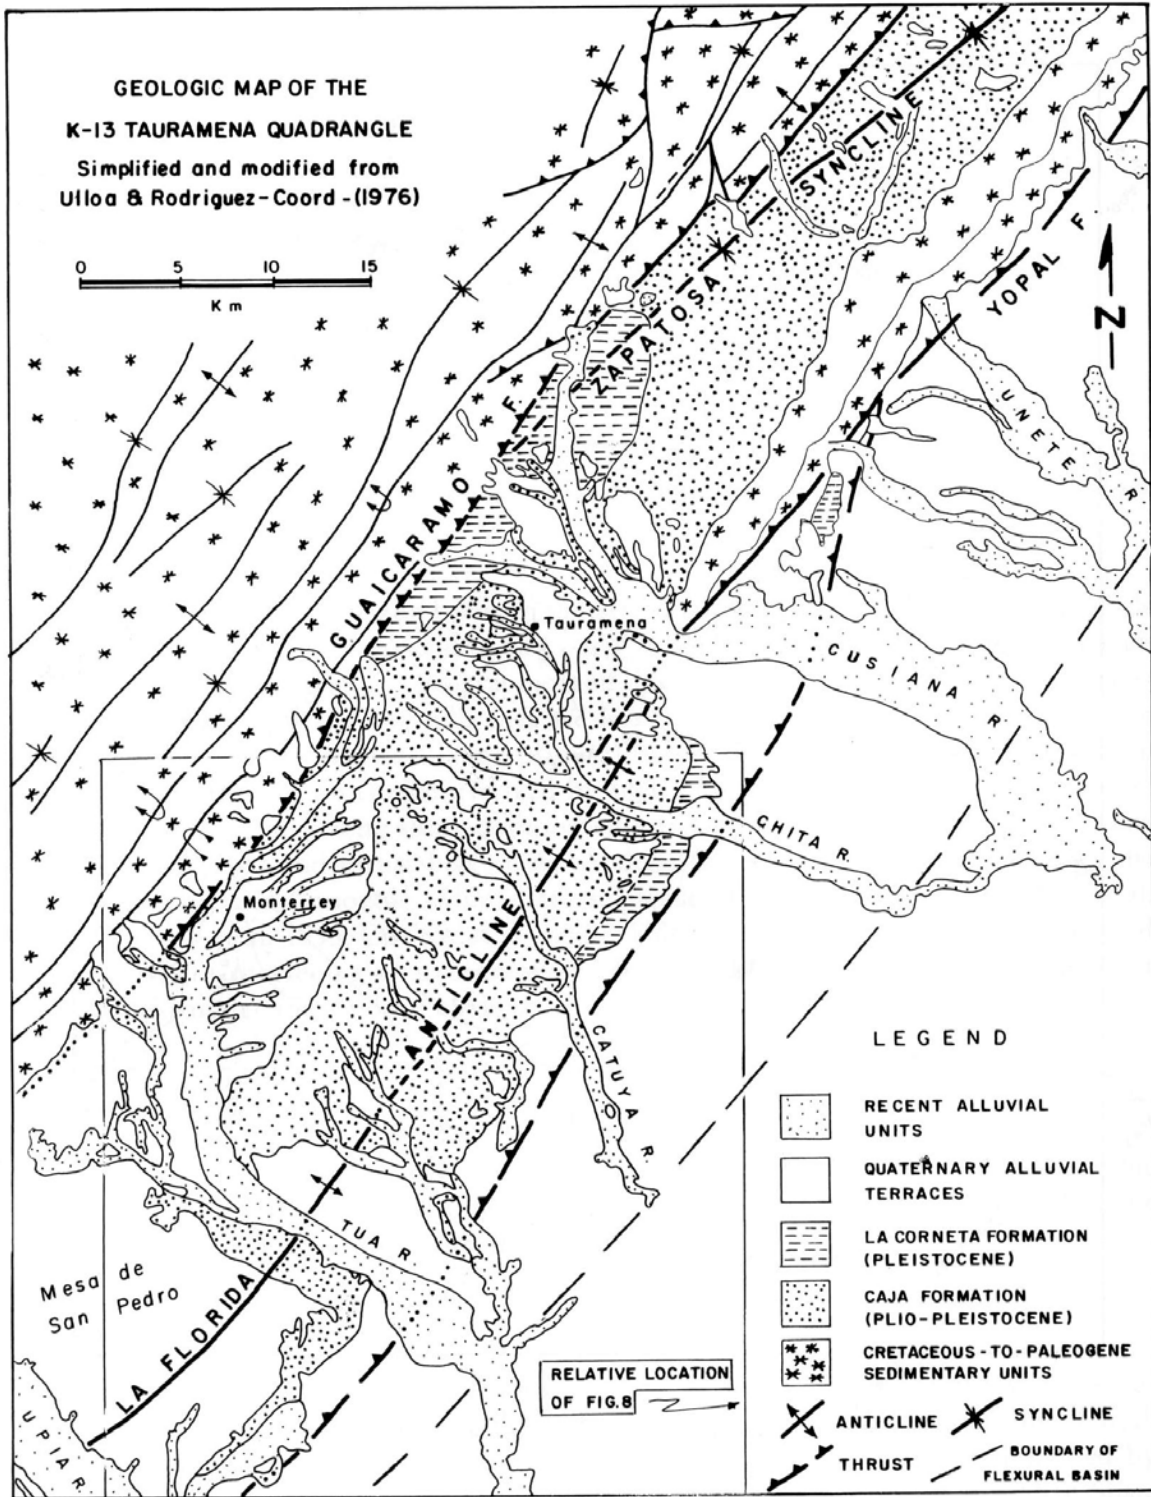 GEOLOGIC MAP OF THE
K-13 TAURAMENA QUADRANGLE
Simplified and modified from
Ulloa & Rodriguez-Coord-(1976)
0 5 10 15
Km
ZAPATOSA SYNCLINE
YOPAL F.
N
UNETE R
GUAICARAMO F.
Tauramena
CUSIANA R
CHITA R.
Monterrey
CATUYA R
LA FLORIDA ANTICLINE
TUA R
Mesa de
San Pedro
UPIA R
RELATIVE LOCATION
OF FIG.8
LEGEND
RECENT ALLUVIAL
UNITS
QUATERNARY ALLUVIAL
TERRACES
LA CORNETA FORMATION
(PLEISTOCENE)
CAJA FORMATION
(PLIO-PLEISTOCENE)
CRETACEOUS-TO-PALEOGENE
SEDIMENTARY UNITS
ANTICLINE
SYNCLINE
THRUST
BOUNDARY OF
FLEXURAL BASIN